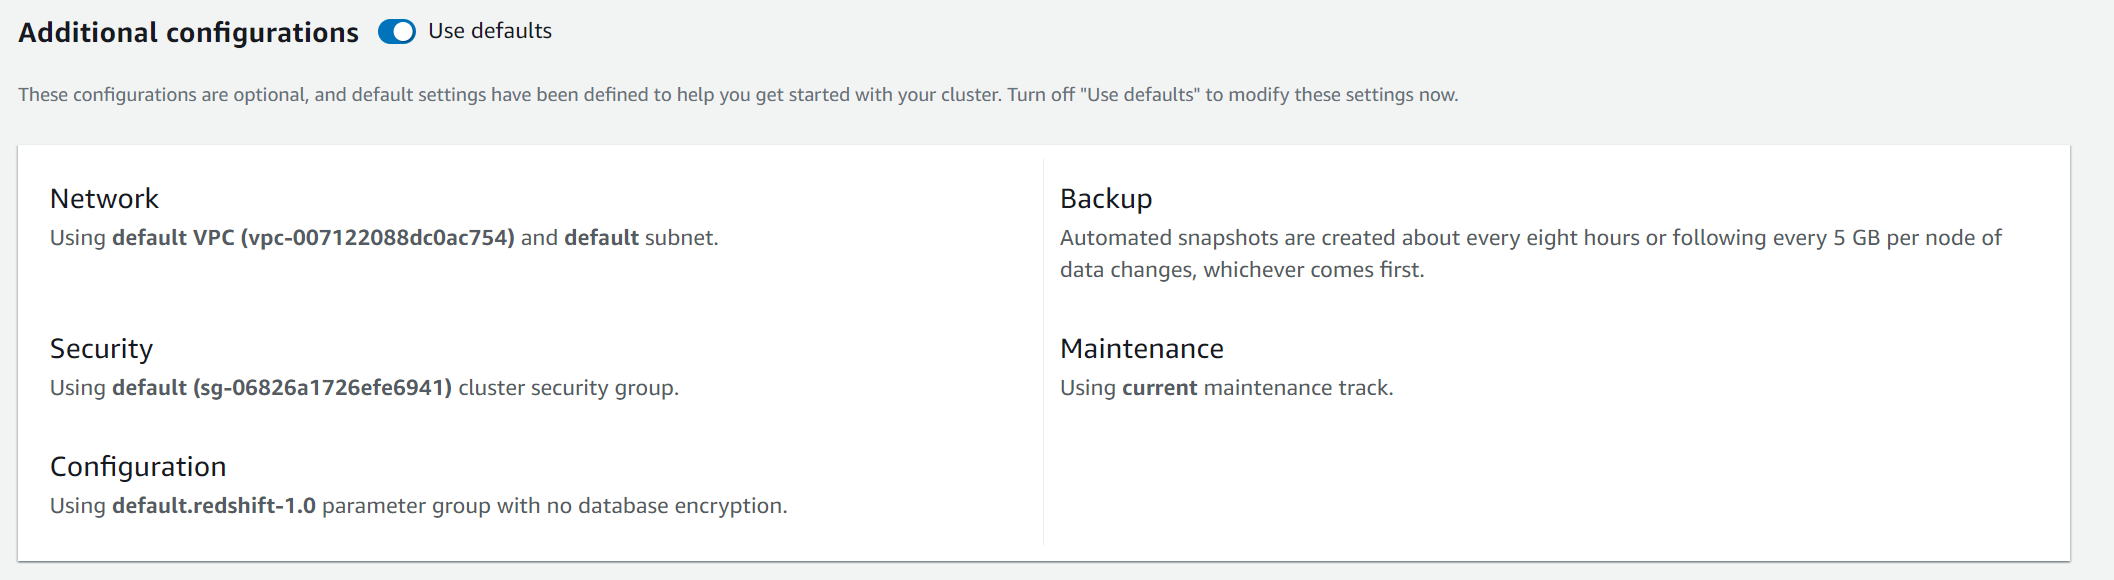 Additional configurations Use defaults
These configurations are optional, and default settings have been defined to help you get started with your cluster. Turn off "Use defaults" to modify these settings now.
Network
Using default VPC (vpc-007122088dc0ac754) and default subnet.
Backup
Automated snapshots are created about every eight hours or following every 5 GB per node of
data changes, whichever comes first.
Security
Using default (sg-06826a1726efe6941) cluster security group.
Maintenance
Using current maintenance track.
Configuration
Using default.redshift-1.0 parameter group with no database encryption.